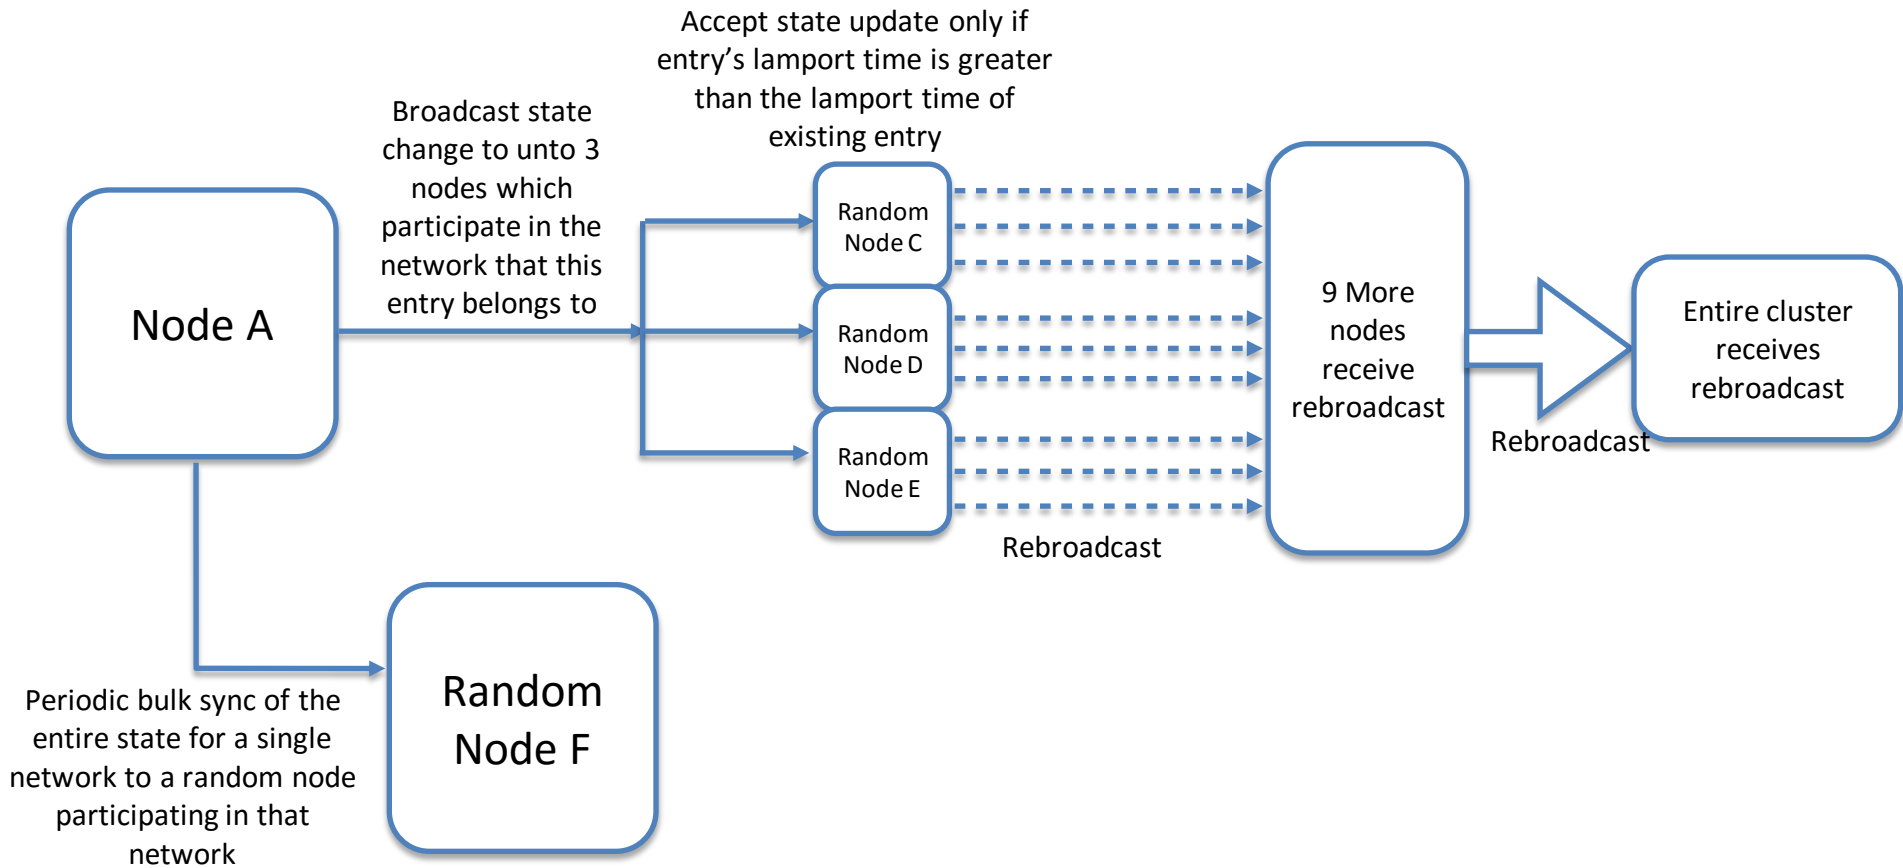 Accept state update only if
entry's lamport time is greater
than the lamport time of
existing entry
Broadcast state
change to unto 3
nodes which
participate in the
network that this
entry belongs to
Node A
Random
Node C
Random
Node D
Random
Node E
Rebroadcast
9 More
nodes
receive
rebroadcast
Rebroadcast
Entire cluster
receives
rebroadcast
Periodic bulk sync of the
entire state for a single
network to a random node
participating in that
network
Random
Node F